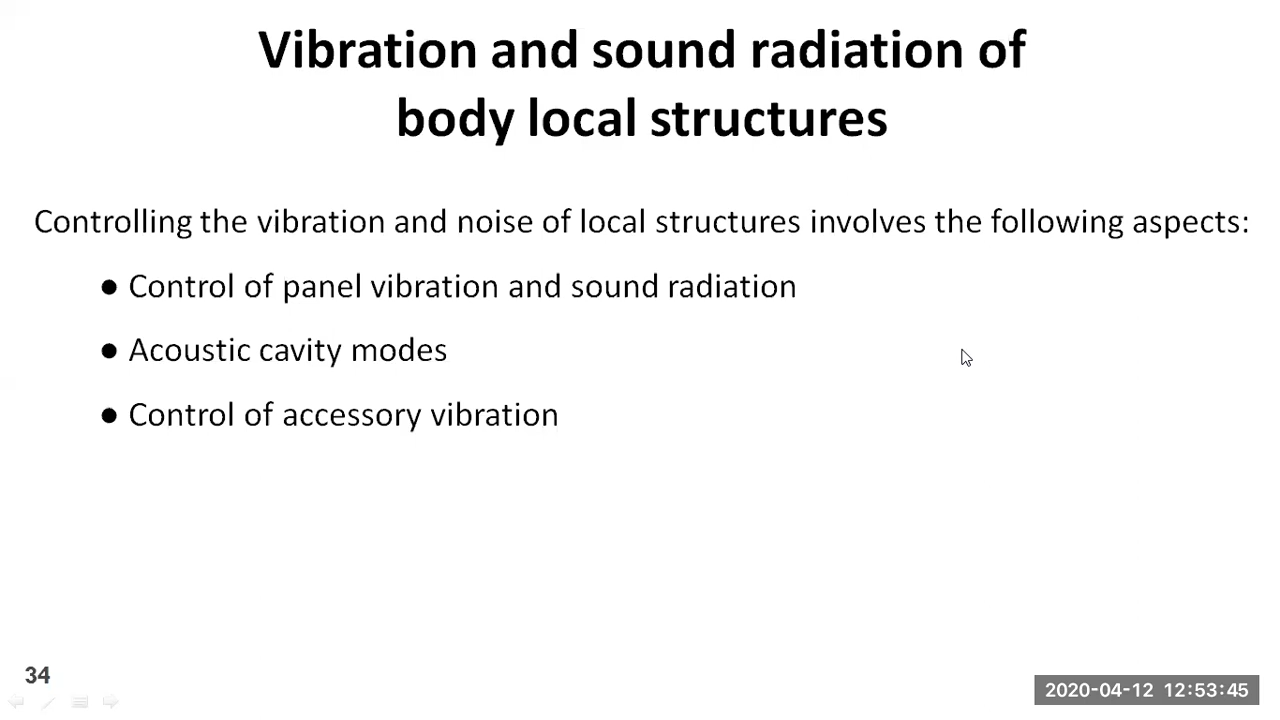 Vibration and sound radiation of
body local structures
Controlling the vibration and noise of local structures involves the following aspects:
● Control of panel vibration and sound radiation
● Acoustic cavity modes
● Control of accessory vibration
34
2020-04-12 12:53:45